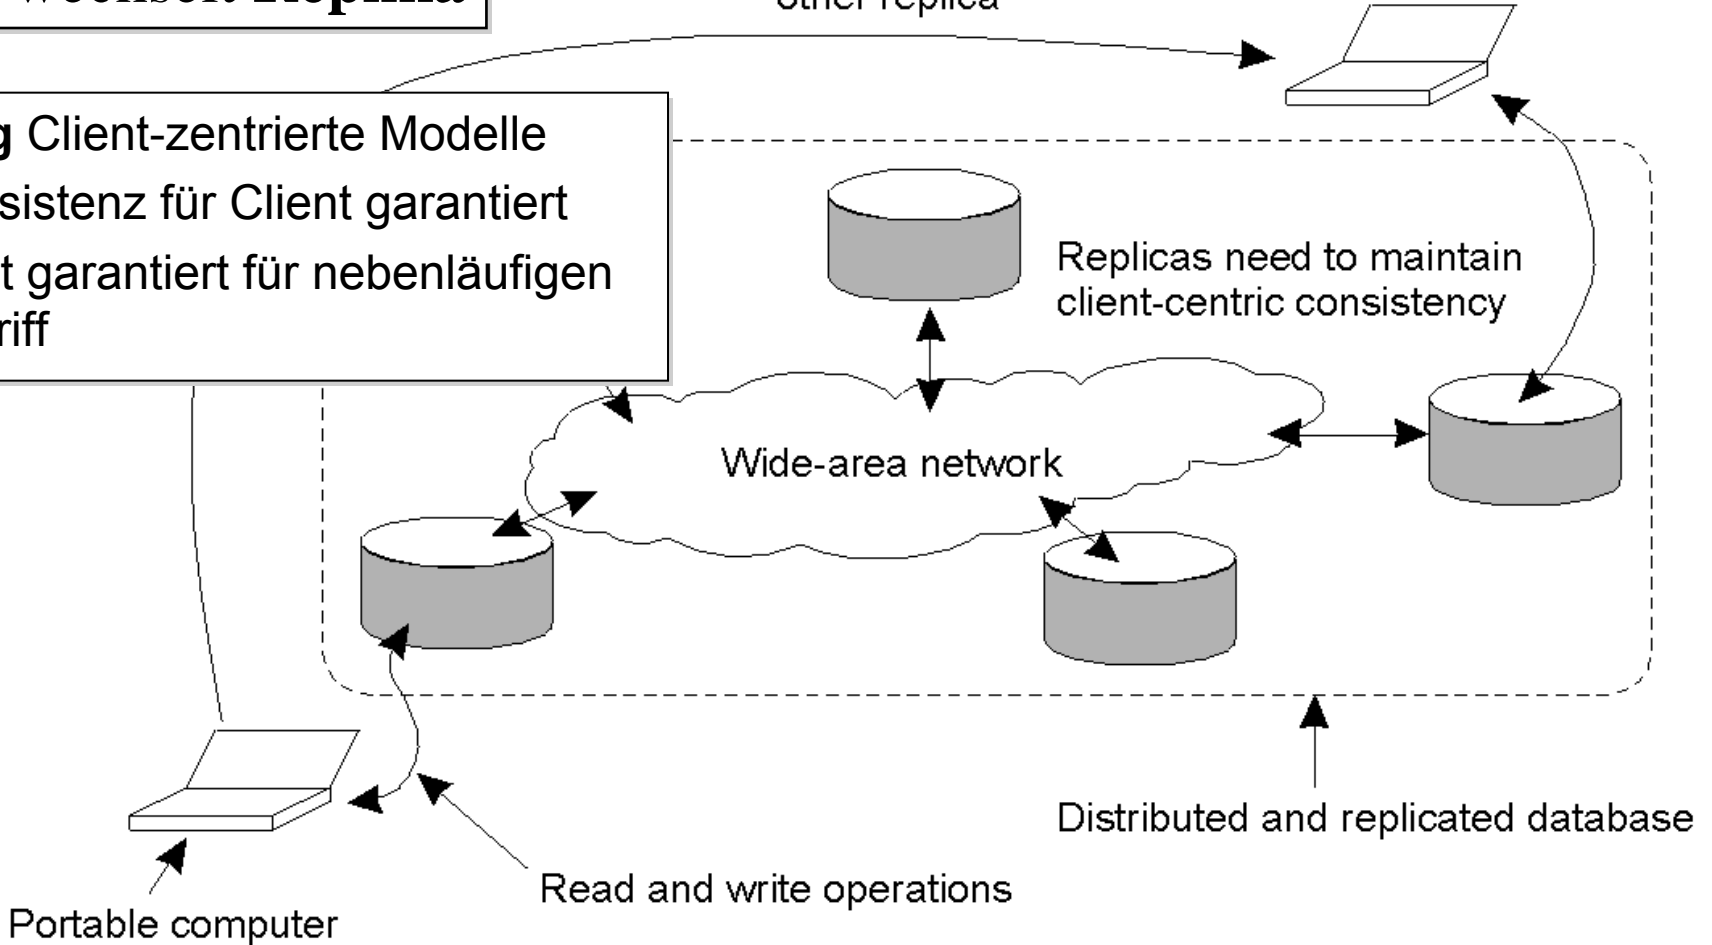 wechselt Replika
other replica
g Client-zentrierte Modelle
sistenz für Client garantiert
t garantiert für nebenläufigen
riff
Replicas need to maintain
client-centric consistency
Wide-area network
Distributed and replicated database
Read and write operations
Portable computer